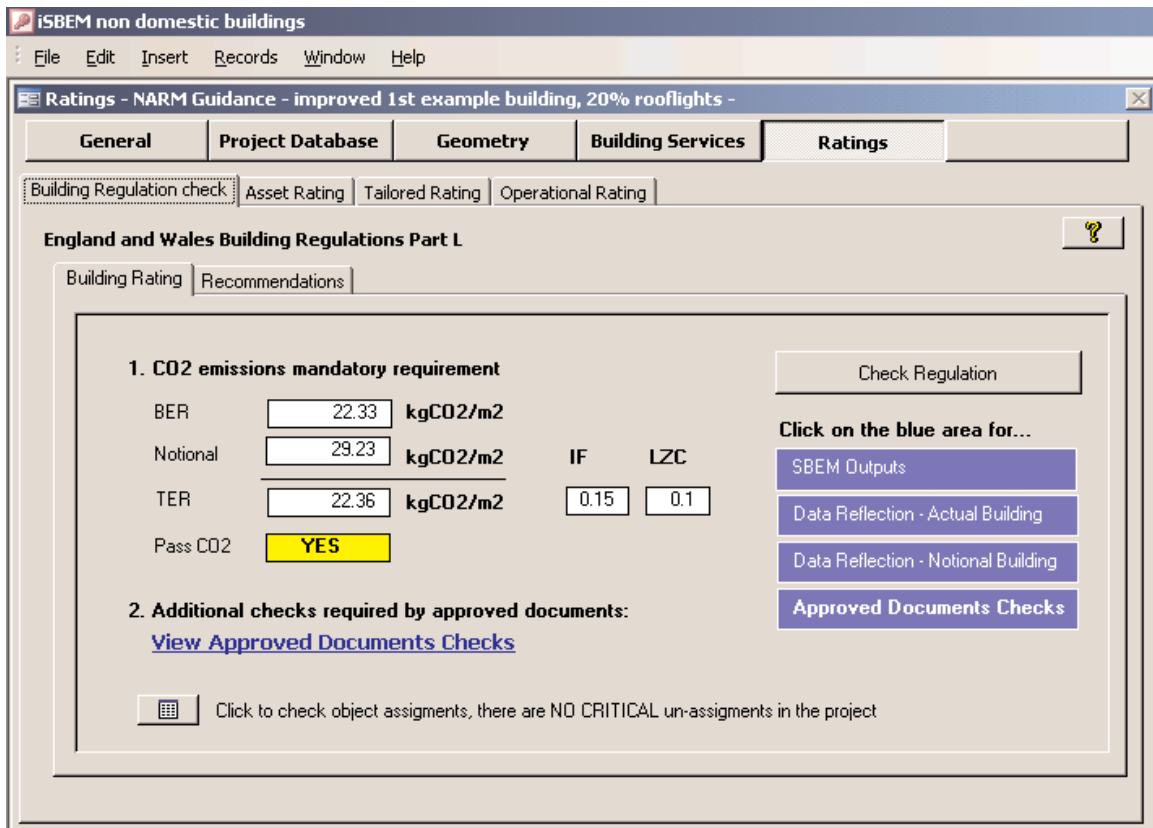 iSBEM non domestic buildings
File Edit Insert Records Window Help
Ratings - NARM Guidance - improved 1st example building, 20% rooflights -
General Project Database Geometry Building Services Ratings
Building Regulation check Asset Rating Tailored Rating Operational Rating
England and Wales Building Regulations Part L
?
Building Rating Recommendations
1. CO2 emissions mandatory requirement
Check Regulation
BER 22.33 kgCO2/m2
Click on the blue area for...
Notional 29.23 kgCO2/m2 IF LZC
SBEM Outputs
TER 22.36 kgCO2/m2 0.15 0.1
Data Reflection - Actual Building
Pass CO2 YES
Data Reflection - Notional Building
2. Additional checks required by approved documents:
Approved Documents Checks
View Approved Documents Checks
Click to check object assigments, there are NO CRITICAL un-assigments in the project